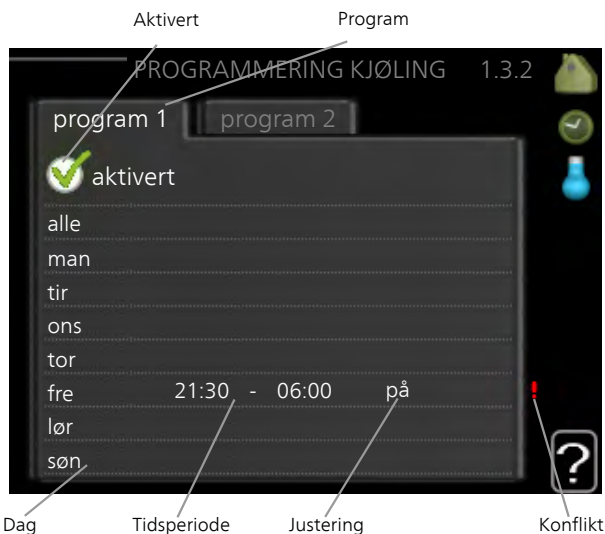 Aktivert Program
PROGRAMMERING KJØLING 1.3.2
program 1 program 2
aktivert
alle
man
tir
ons
tor
fre 21:30 - 06:00 på !
lør
søn
?
Dag Tidsperiode Justering Konflikt